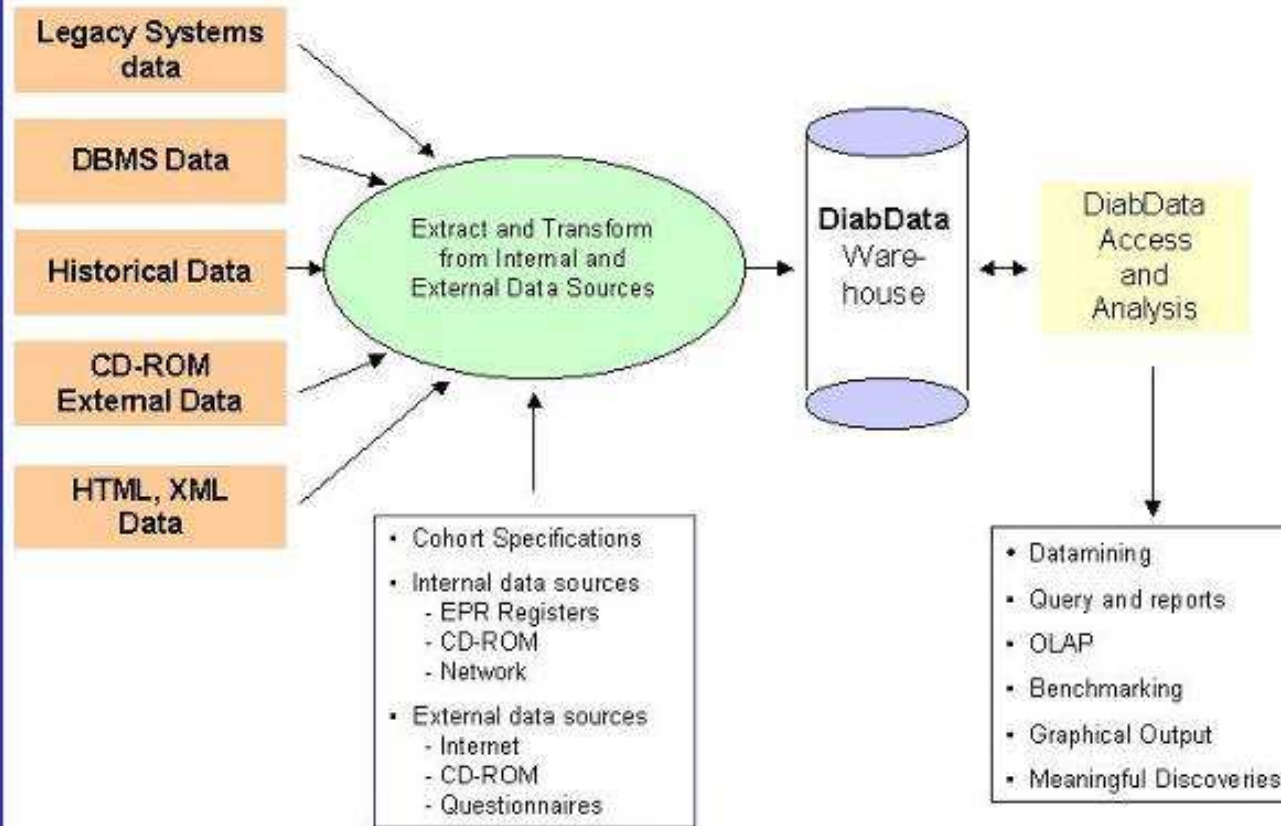 Legacy Systems
data
DBMS Data
Historical Data
CD-ROM
External Data
HTML, XML
Data
Extract and Transform
from Internal and
External Data Sources
• Cohort Specifications
• Internal data sources
- EPR Registers
- CD-ROM
- Network
• External data sources
- Internet
- CD-ROM
- Questionnaires
DiabData
Ware-
house
DiabData
Access
and
Analysis
• Datamining
• Query and reports
• OLAP
• Benchmarking
• Graphical Output
• Meaningful Discoveries